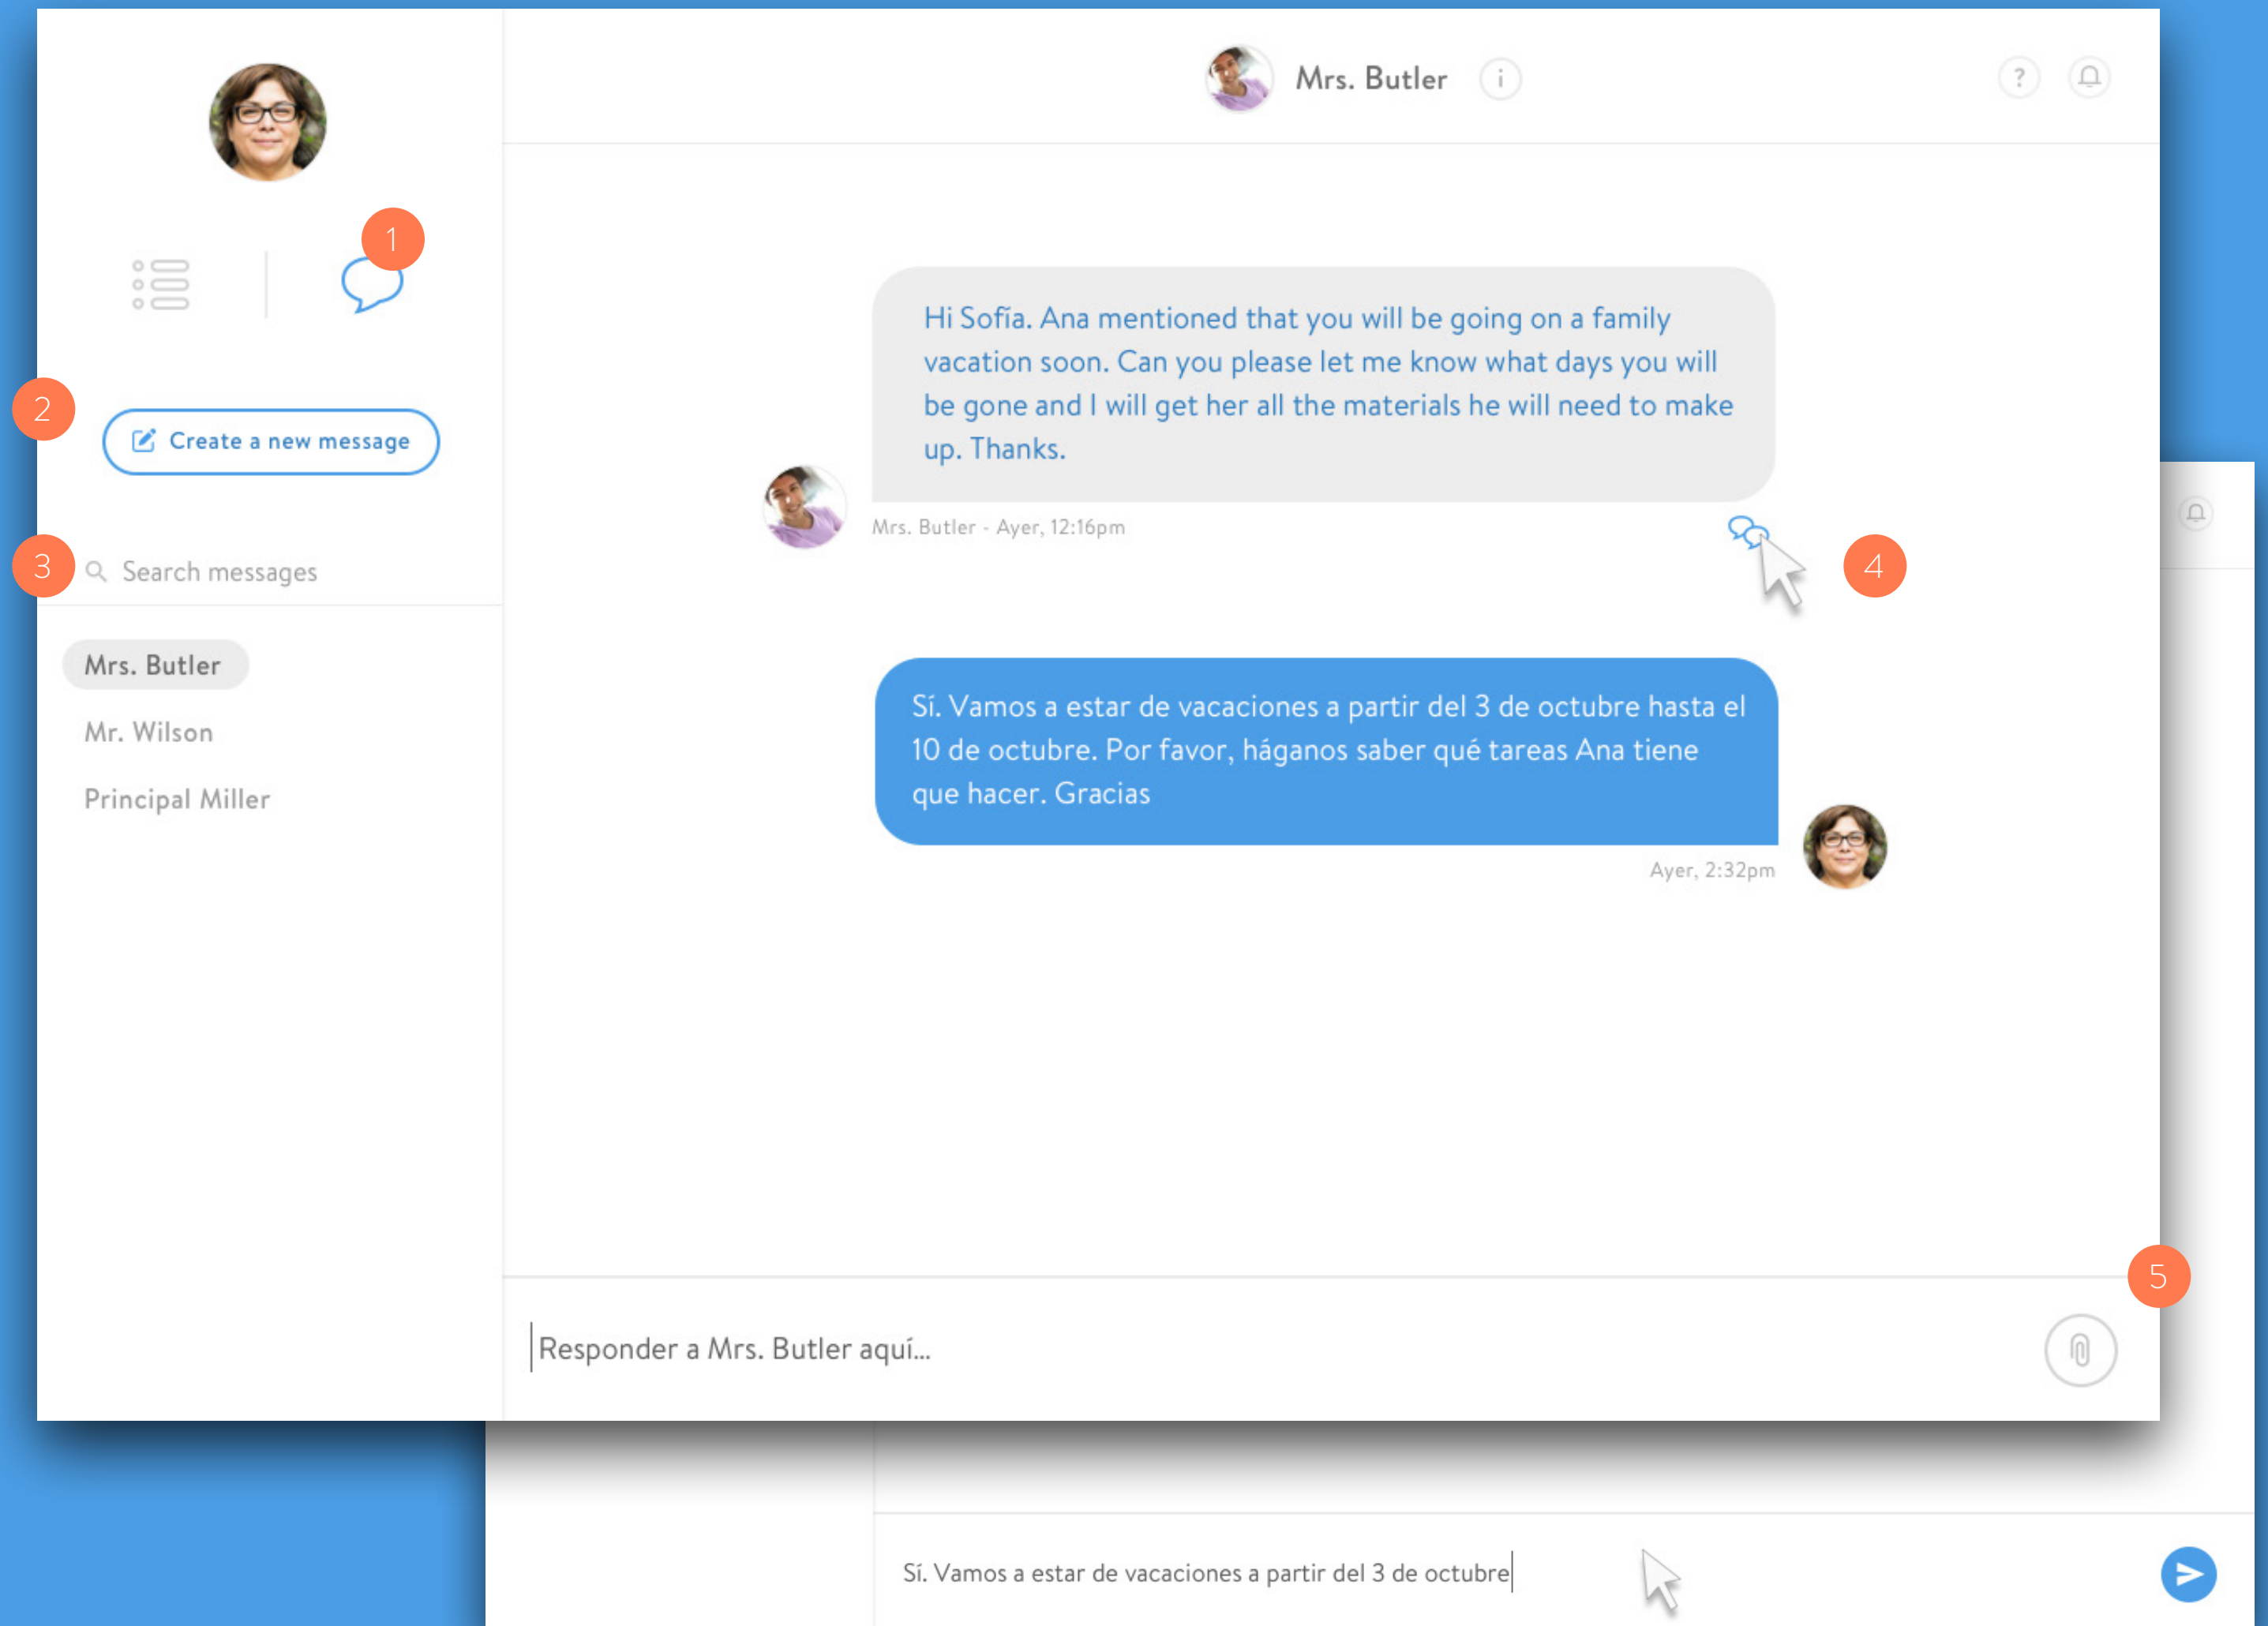 Mrs. Butler
i
?
1
Hi Sofía. Ana mentioned that you will be going on a family
vacation soon. Can you please let me know what days you will
be gone and I will get her all the materials he will need to make
up. Thanks.
2
Create a new message
Mrs. Butler - Ayer, 12:16pm
3
Search messages
4
Mrs. Butler
Mr. Wilson
Principal Miller
Sí. Vamos a estar de vacaciones a partir del 3 de octubre hasta el
10 de octubre. Por favor, háganos saber qué tareas Ana tiene
que hacer. Gracias
Ayer, 2:32pm
5
Responder a Mrs. Butler aquí...
Sí. Vamos a estar de vacaciones a partir del 3 de octubre